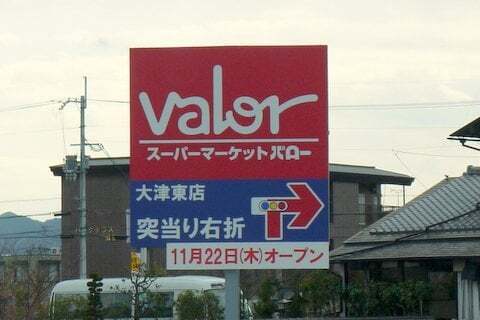 valor
スーパーマーケットバロー
大津東店
突当り右折
11月22日(木)オープン